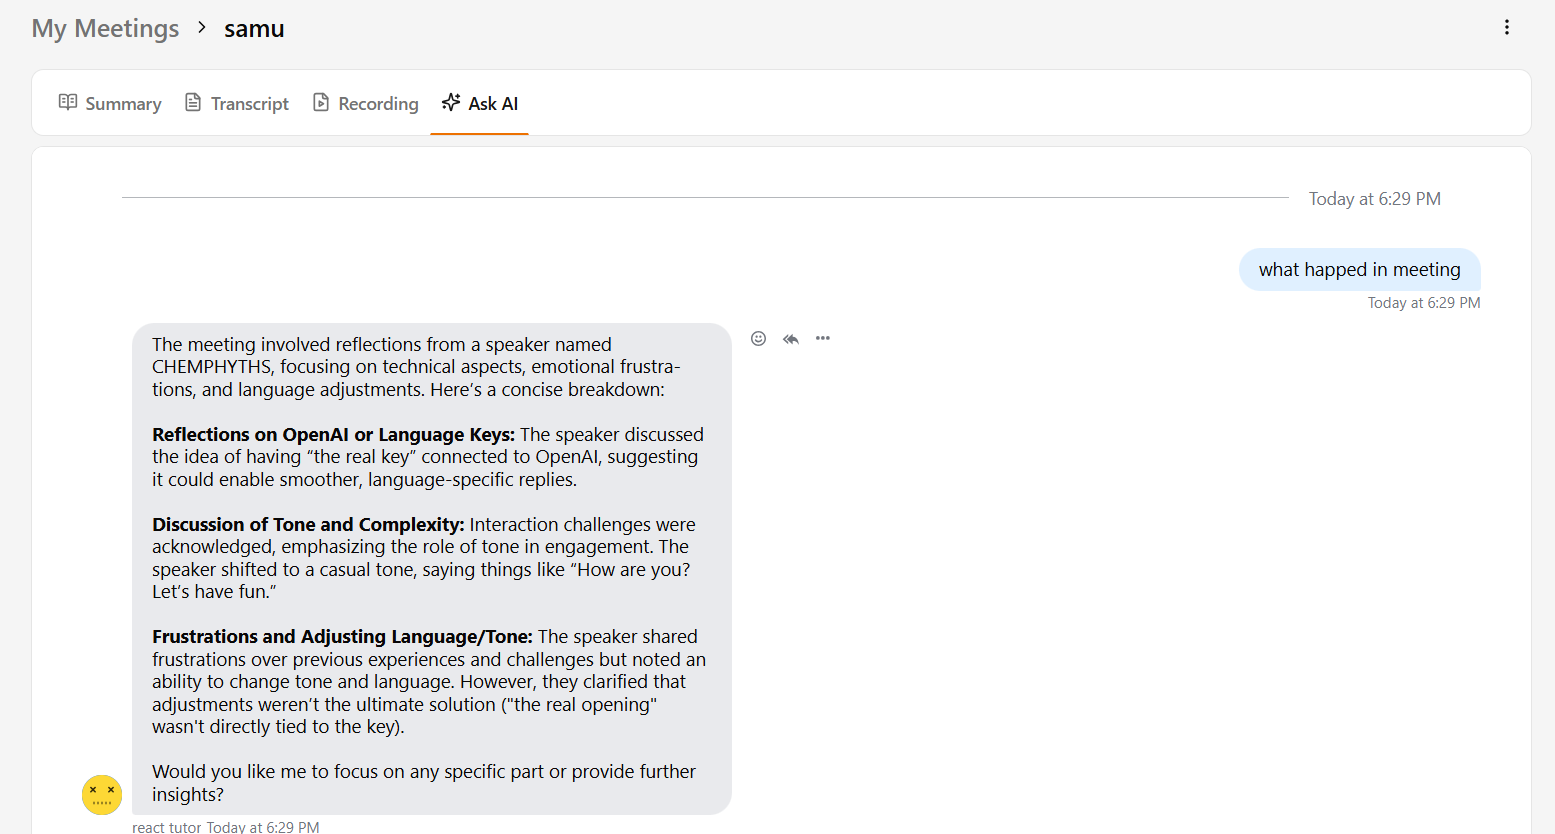 My Meetings > samu
Summary Transcript Recording Ask AI
Today at 6:29 PM
what happed in meeting
Today at 6:29 PM
The meeting involved reflections from a speaker named
CHEMPHYTHS, focusing on technical aspects, emotional frustra-
tions, and language adjustments. Here’s a concise breakdown:
Reflections on OpenAI or Language Keys: The speaker discussed
the idea of having “the real key” connected to OpenAI, suggesting
it could enable smoother, language-specific replies.
Discussion of Tone and Complexity: Interaction challenges were
acknowledged, emphasizing the role of tone in engagement. The
speaker shifted to a casual tone, saying things like “How are you?
Let’s have fun.”
Frustrations and Adjusting Language/Tone: The speaker shared
frustrations over previous experiences and challenges but noted an
ability to change tone and language. However, they clarified that
adjustments weren’t the ultimate solution ("the real opening"
wasn't directly tied to the key).
Would you like me to focus on any specific part or provide further
insights?
react tutor Today at 6:29 PM